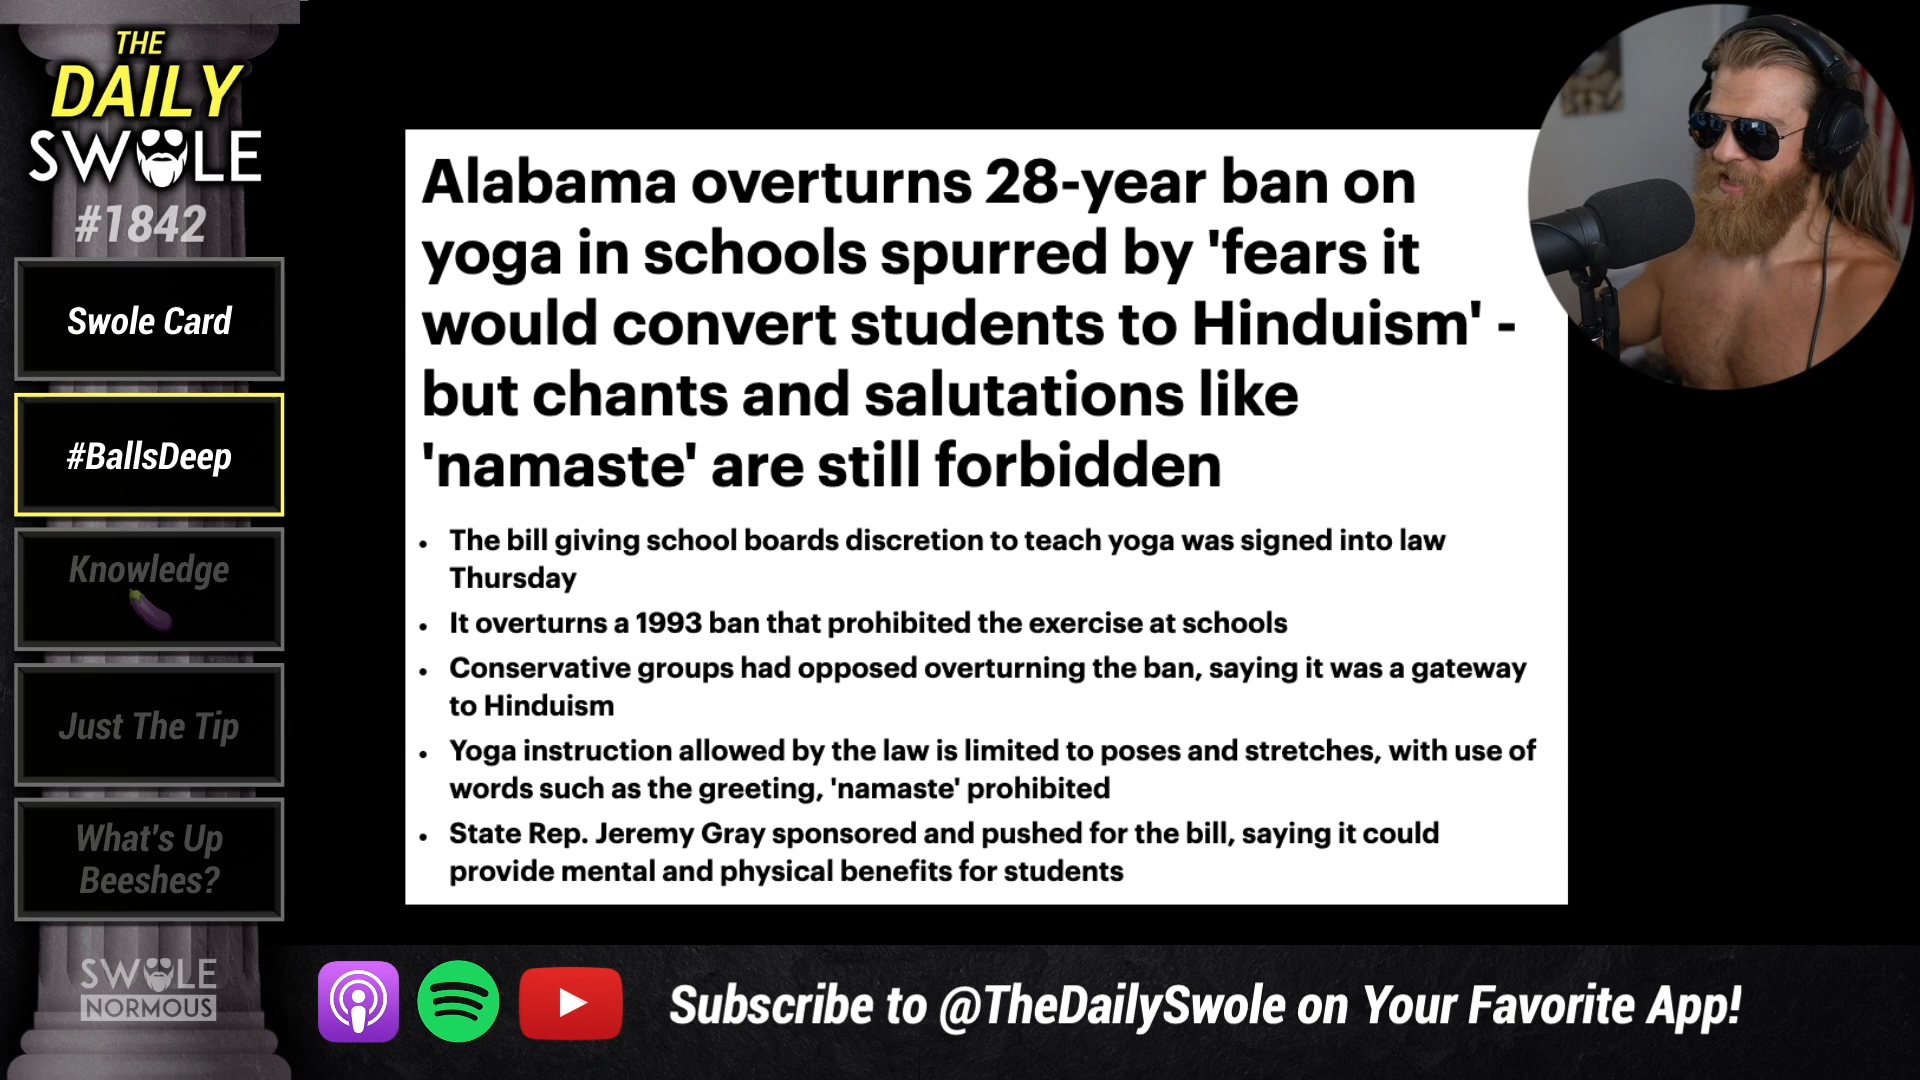 THE
DAILY
SWOLE
#1842
Swole Card
#BallsDeep
Knowledge
Just The Tip
What's Up
Beeshes?
SWOLE
NORMOUS
Alabama overturns 28-year ban on
yoga in schools spurred by 'fears it
would convert students to Hinduism' -
but chants and salutations like
'namaste' are still forbidden
• The bill giving school boards discretion to teach yoga was signed into law
Thursday
• It overturns a 1993 ban that prohibited the exercise at schools
• Conservative groups had opposed overturning the ban, saying it was a gateway
to Hinduism
• Yoga instruction allowed by the law is limited to poses and stretches, with use of
words such as the greeting, 'namaste' prohibited
• State Rep. Jeremy Gray sponsored and pushed for the bill, saying it could
provide mental and physical benefits for students
Subscribe to @TheDailySwole on Your Favorite App!